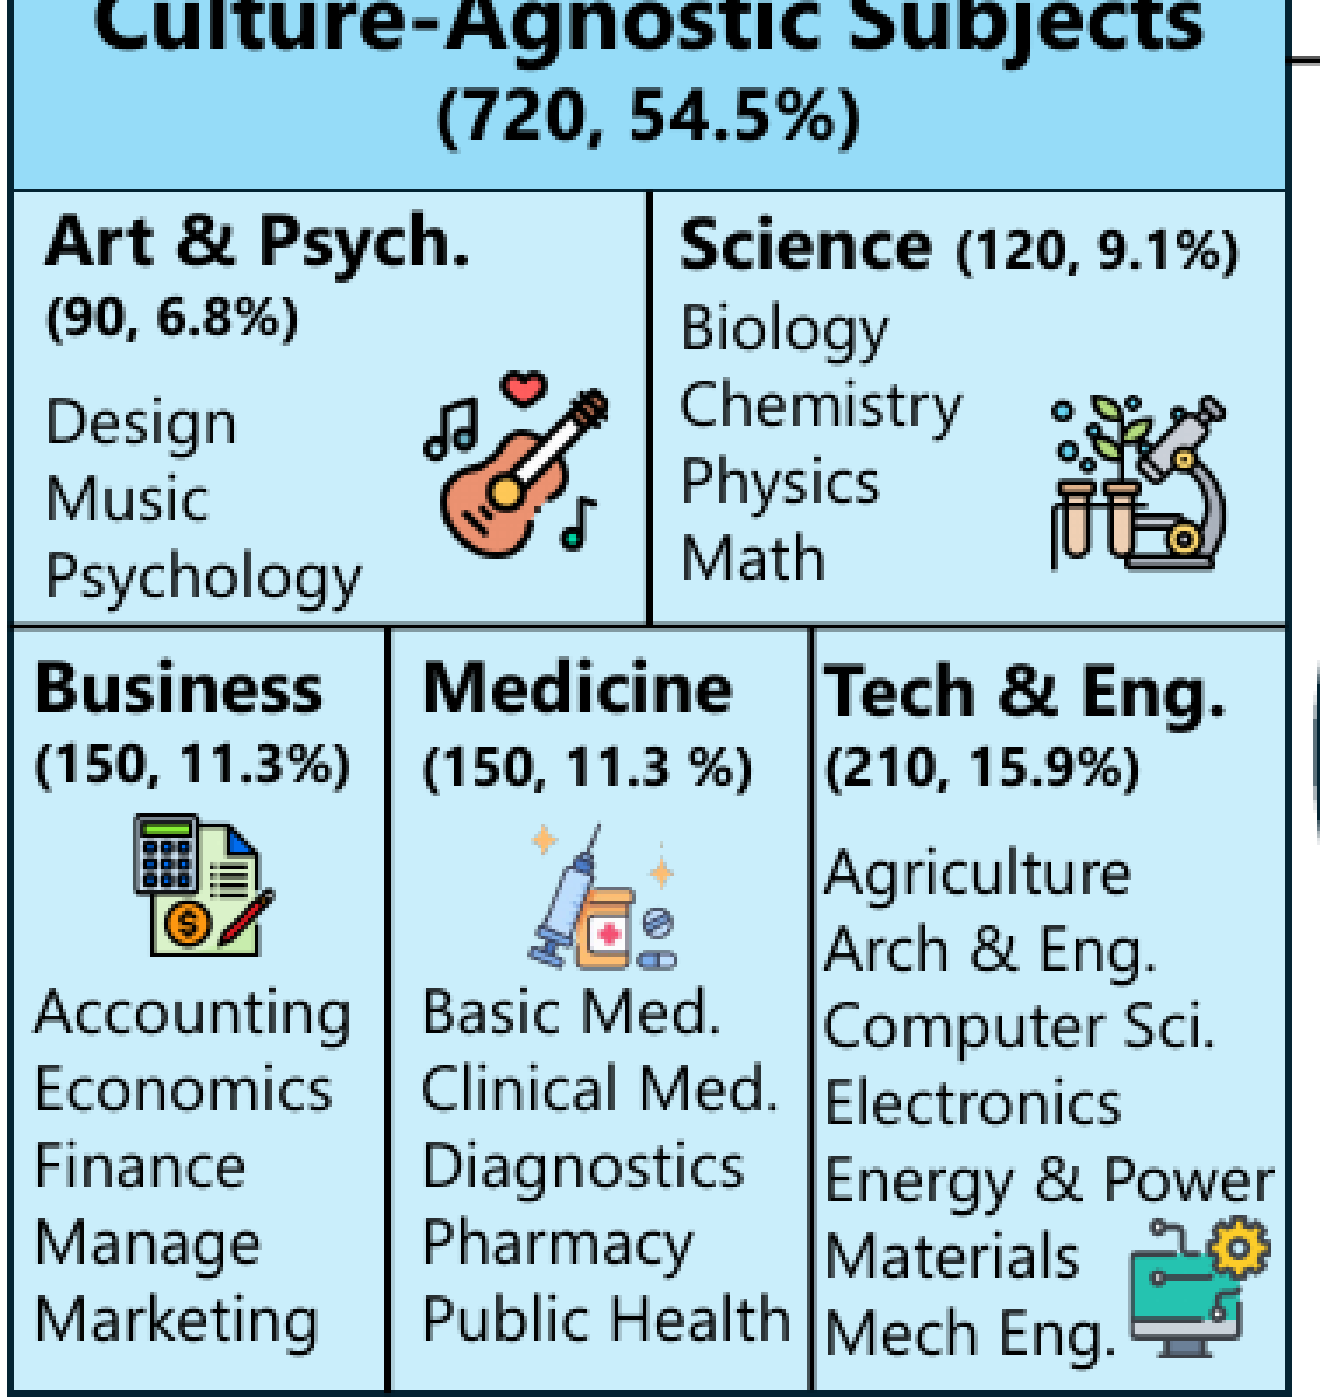 Culture-Agnostic Subjects
(720, 54.5%)
Art & Psych.
(90, 6.8%)
Design
Music
Psychology
Science (120, 9.1%)
Biology
Chemistry
Physics
Math
Business
(150, 11.3%)
Accounting
Economics
Finance
Manage
Marketing
Medicine
(150, 11.3 %)
Basic Med.
Clinical Med.
Diagnostics
Pharmacy
Public Health
Tech & Eng.
(210, 15.9%)
Agriculture
Arch & Eng.
Computer Sci.
Electronics
Energy & Power
Materials
Mech Eng.